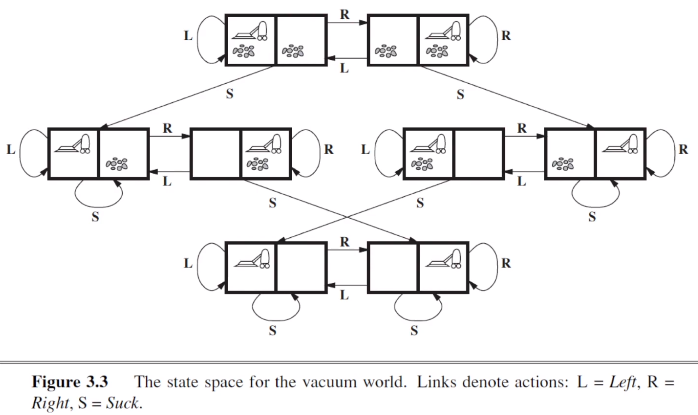 R
L
R
L
S
S
R
R
L
R
L
R
L
L
S
S
S
S
R
L
R
L
S
S
Figure 3.3 The state space for the vacuum world. Links denote actions: L = Left, R =
Right, S = Suck.